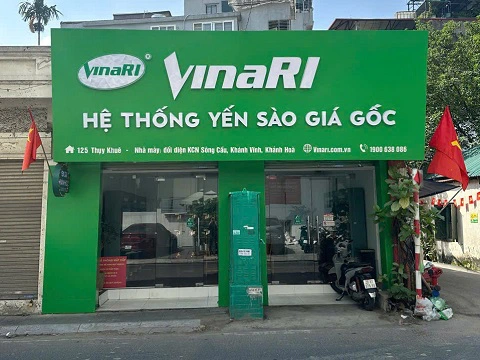 VINARI
VINARI
HỆ THỐNG YẾN SÀO GIÁ GỐC
125 Thụy Khuê - Nhà máy: đối diện KCN Sông Cầu, Khánh Vĩnh, Khánh Hoà Vinari.com.vn 1900 638 086